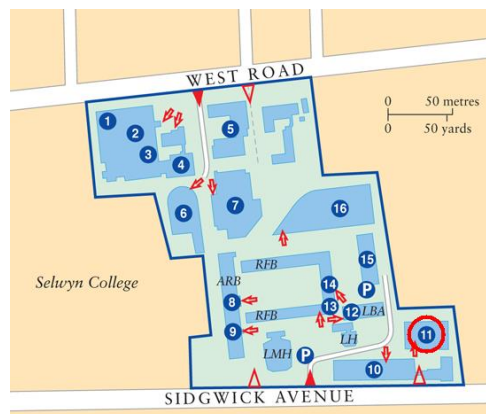 WEST ROAD
0 50 metres
0 50 yards
1
2
3
4
5
6
7
16
Selwyn College
ARB
RFB
15
14
P
8
RFB
13
12
LBA
9
LMH
P
LH
11
10
SIDGWICK AVENUE